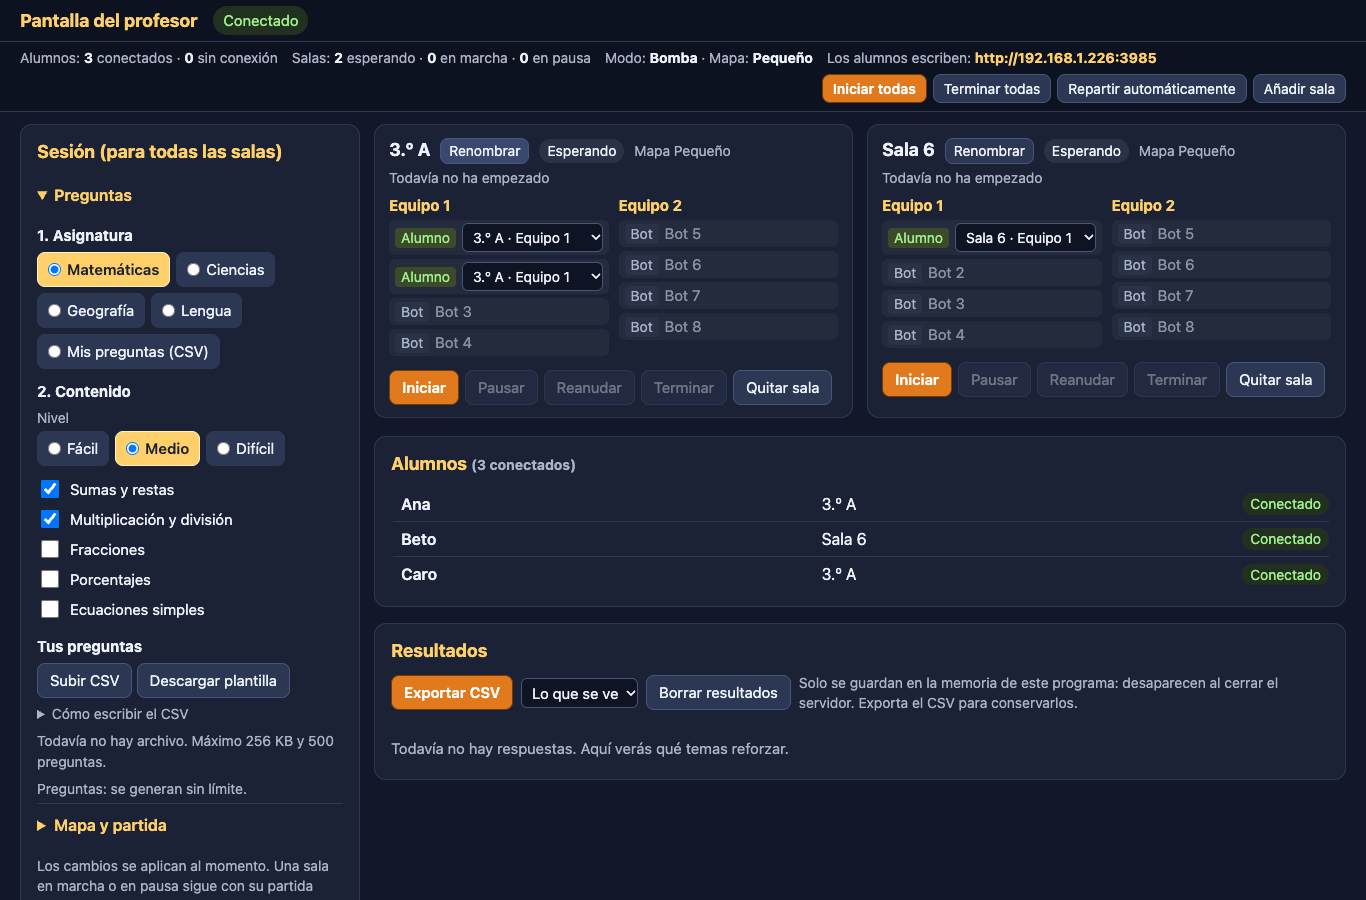 Pantalla del profesor Conectado
Alumnos: 3 conectados · 0 sin conexión Salas: 2 esperando · 0 en marcha · 0 en pausa Modo: Bomba · Mapa: Pequeño Los alumnos escriben: http://192.168.1.226:3985
Iniciar todas Terminar todas Repartir automáticamente Añadir sala
Sesión (para todas las salas)
Preguntas
1. Asignatura
Matemáticas Ciencias
Geografía Lengua
Mis preguntas (CSV)
2. Contenido
Nivel
Fácil Medio Difícil
Sumas y restas
Multiplicación y división
Fracciones
Porcentajes
Ecuaciones simples
Tus preguntas
Subir CSV Descargar plantilla
Cómo escribir el CSV
Todavía no hay archivo. Máximo 256 KB y 500
preguntas.
Preguntas: se generan sin límite.
Mapa y partida
Los cambios se aplican al momento. Una sala
en marcha o en pausa sigue con su partida
3.º A Renombrar Esperando Mapa Pequeño
Todavía no ha empezado
Equipo 1
Alumno 3.º A · Equipo 1
Alumno 3.º A · Equipo 1
Bot Bot 3
Bot Bot 4
Equipo 2
Bot Bot 5
Bot Bot 6
Bot Bot 7
Bot Bot 8
Iniciar Pausar Reanudar Terminar Quitar sala
Sala 6 Renombrar Esperando Mapa Pequeño
Todavía no ha empezado
Equipo 1
Alumno Sala 6 · Equipo 1
Bot Bot 2
Bot Bot 3
Bot Bot 4
Equipo 2
Bot Bot 5
Bot Bot 6
Bot Bot 7
Bot Bot 8
Iniciar Pausar Reanudar Terminar Quitar sala
Alumnos (3 conectados)
Ana 3.º A Conectado
Beto Sala 6 Conectado
Caro 3.º A Conectado
Resultados
Exportar CSV Lo que se ve Borrar resultados
Solo se guardan en la memoria de este programa: desaparecen al cerrar el
servidor. Exporta el CSV para conservarlos.
Todavía no hay respuestas. Aquí verás qué temas reforzar.